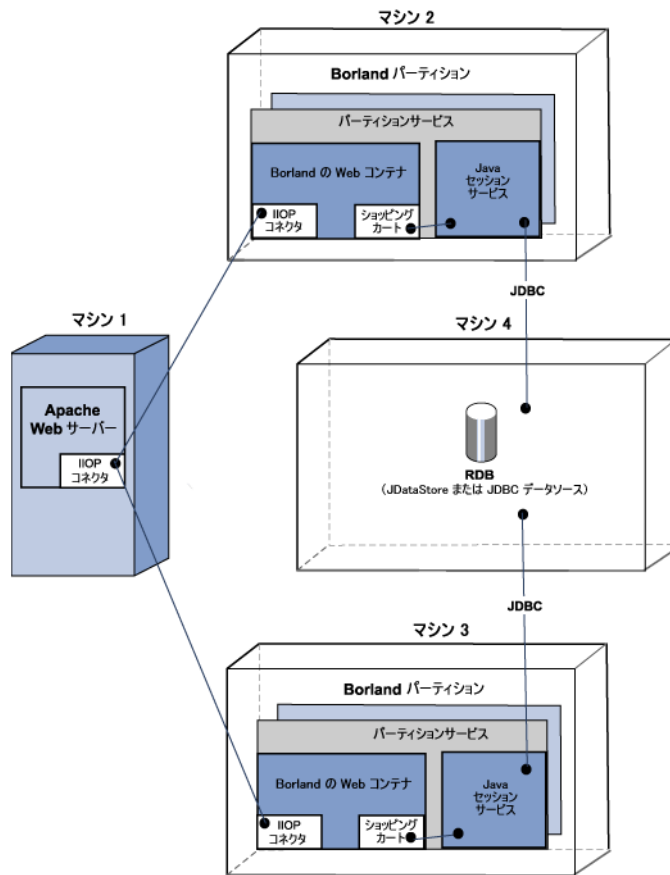 マシン 2
Borland パーティション
パーティションサービス
Borland の Web コンテナ
Java
セッション
サービス
IIOP
コネクタ
ショッピング
カート
JDBC
マシン 1
Apache
Web サーバー
IIOP
コネクタ
マシン 4
RDB
(JDataStore または JDBC データソース)
JDBC
マシン 3
Borland パーティション
パーティションサービス
Borland の Web コンテナ
Java
セッション
サービス
IIOP
コネクタ
ショッピング
カート